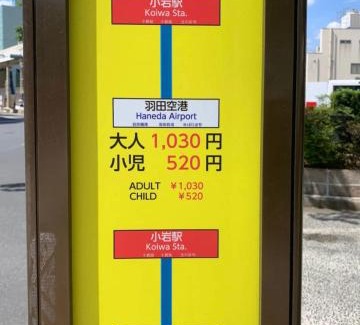 小岩駅
Koiwa Sta.
羽田空港
Haneda Airport
大人 1,030 円
小児 520 円
ADULT ¥1,030
CHILD ¥520
小岩駅
Koiwa Sta.